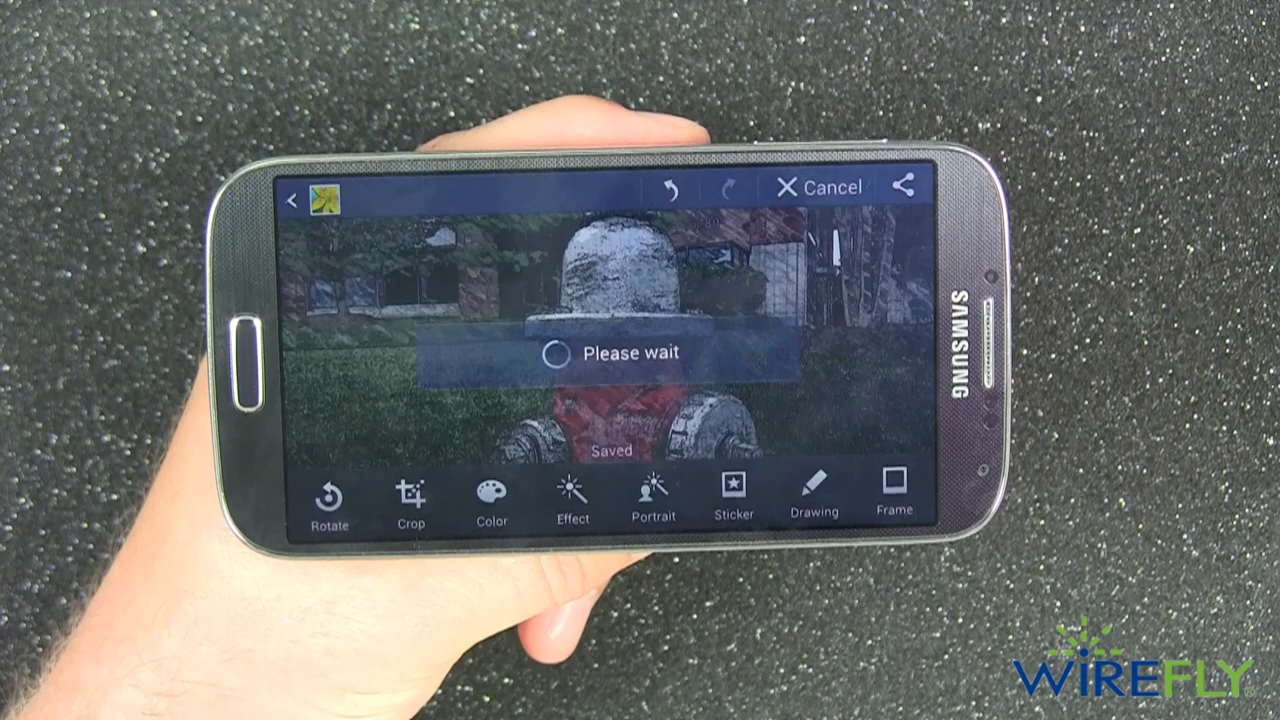 Cancel
Please wait
Saved
Rotate
Crop
Color
Effect
Portrait
Sticker
Drawing
Frame
SAMSUNG
WIREFLY